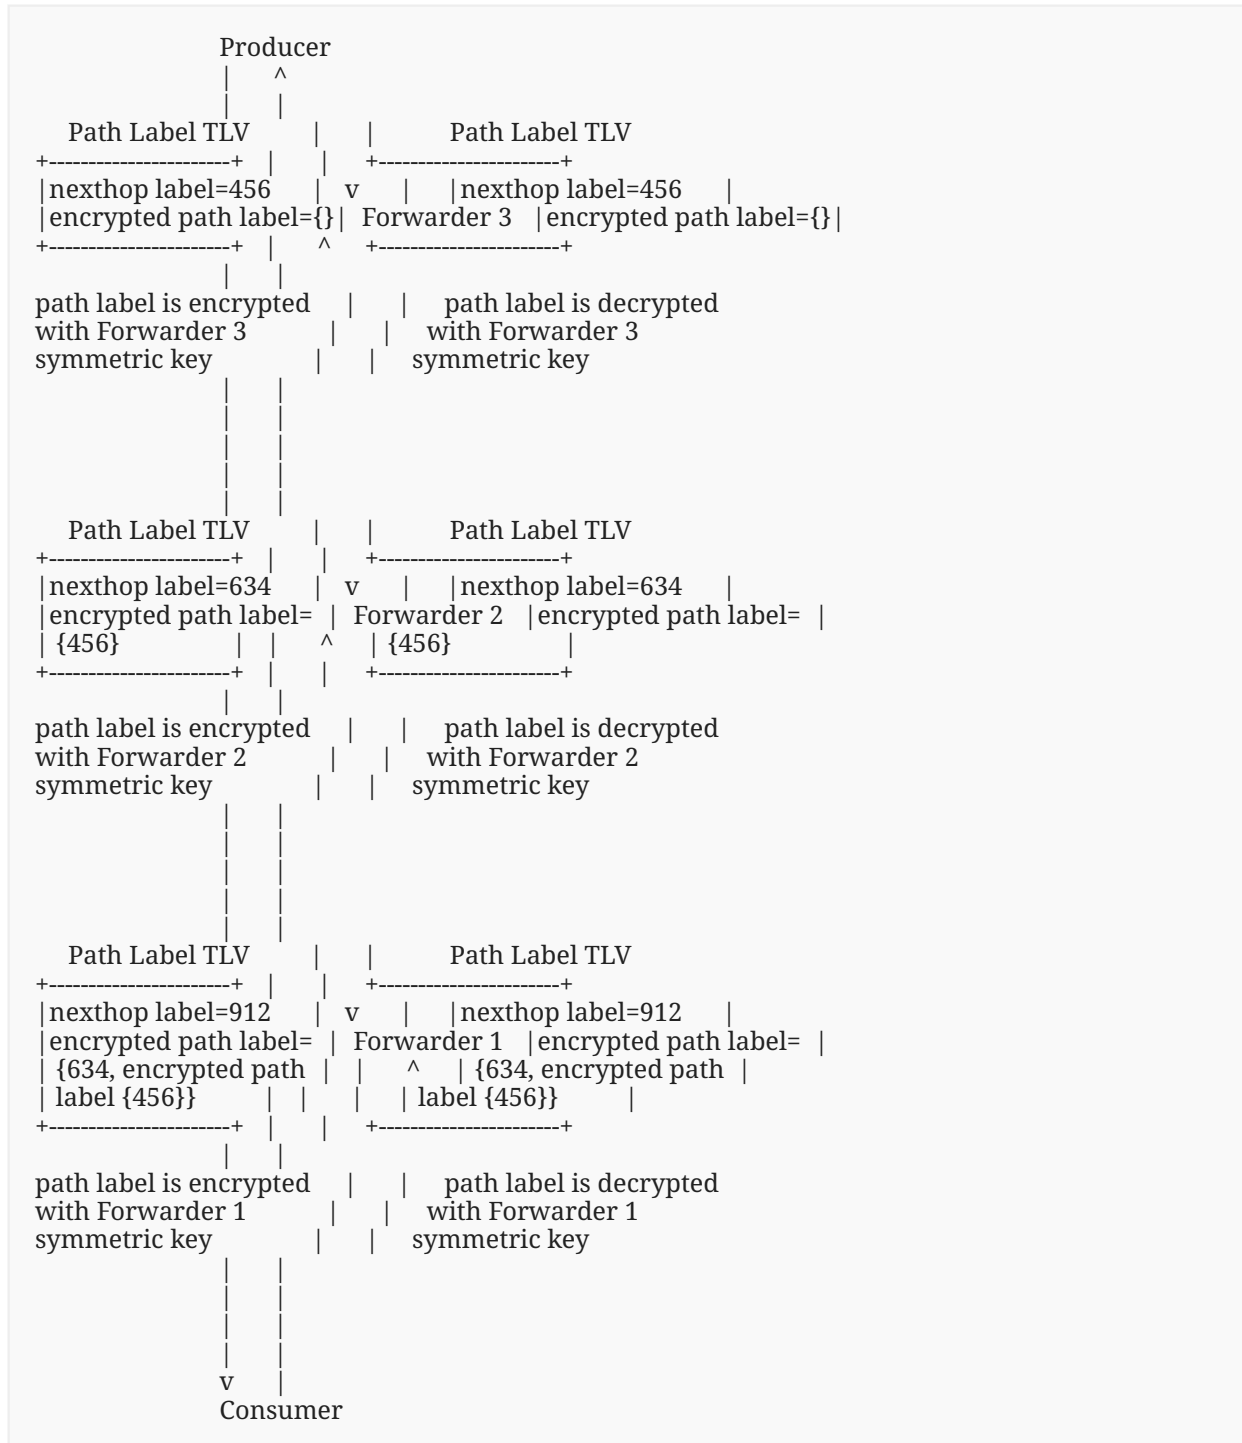 Producer
|      ^
|      |
Path Label TLV        |     |         Path Label TLV
+-----------------------+   |     |    +-----------------------+
|nexthop label=456     |   v     |    |nexthop label=456     |
|encrypted path label={}|  Forwarder 3   |encrypted path label={}|
+-----------------------+   |     ^    +-----------------------+
|      |
path label is encrypted    |     |    path label is decrypted
with Forwarder 3          |     |    with Forwarder 3
symmetric key             |     |    symmetric key
|      |
|      |
|      |
|      |
|      |
Path Label TLV        |     |         Path Label TLV
+-----------------------+   |     |    +-----------------------+
|nexthop label=634     |   v     |    |nexthop label=634     |
|encrypted path label=  |  Forwarder 2   |encrypted path label=  |
| {456}              |   |     ^    | {456}              |
+-----------------------+   |     |    +-----------------------+
|      |
path label is encrypted    |     |    path label is decrypted
with Forwarder 2          |     |    with Forwarder 2
symmetric key             |     |    symmetric key
|      |
|      |
|      |
|      |
|      |
Path Label TLV        |     |         Path Label TLV
+-----------------------+   |     |    +-----------------------+
|nexthop label=912     |   v     |    |nexthop label=912     |
|encrypted path label=  |  Forwarder 1   |encrypted path label=  |
| {634, encrypted path  |   |     ^    | {634, encrypted path  |
| label {456}}        |   |     |    | label {456}}        |
+-----------------------+   |     |    +-----------------------+
|      |
path label is encrypted    |     |    path label is decrypted
with Forwarder 1          |     |    with Forwarder 1
symmetric key             |     |    symmetric key
|      |
|      |
|      |
|      |
v      |
Consumer